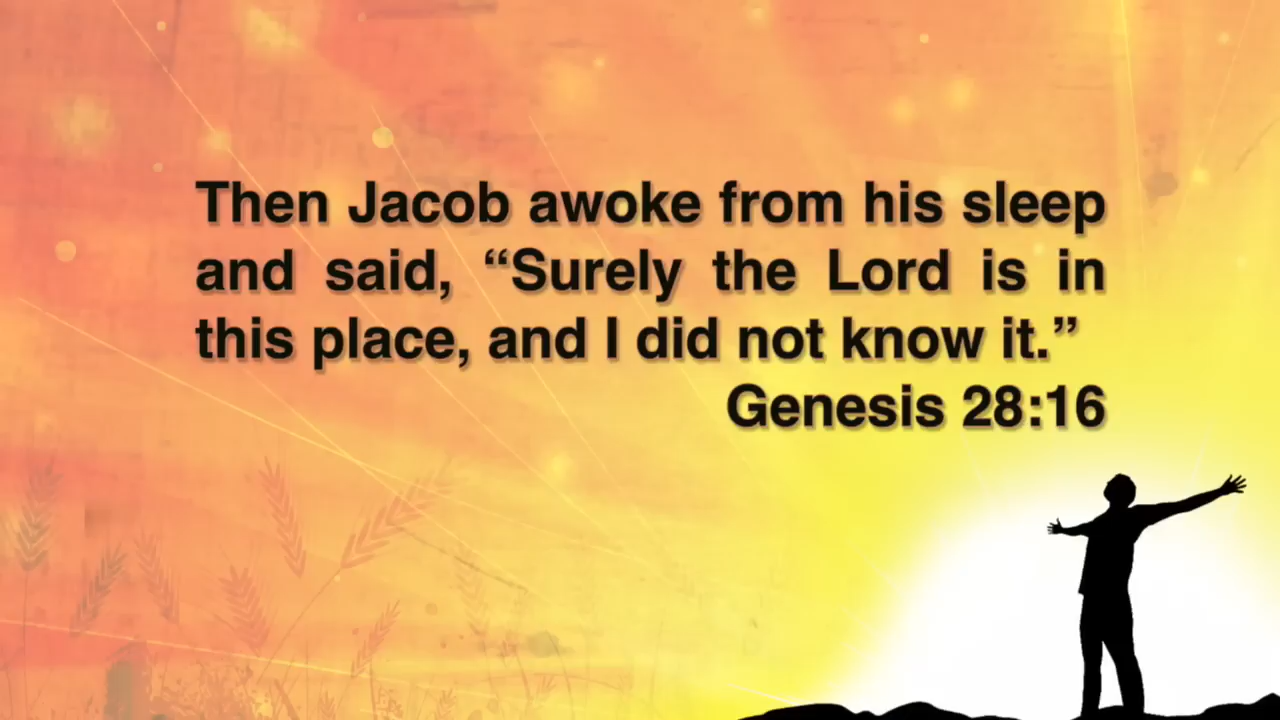 Then Jacob awoke from his sleep
and said, “Surely the Lord is in
this place, and I did not know it.”
Genesis 28:16